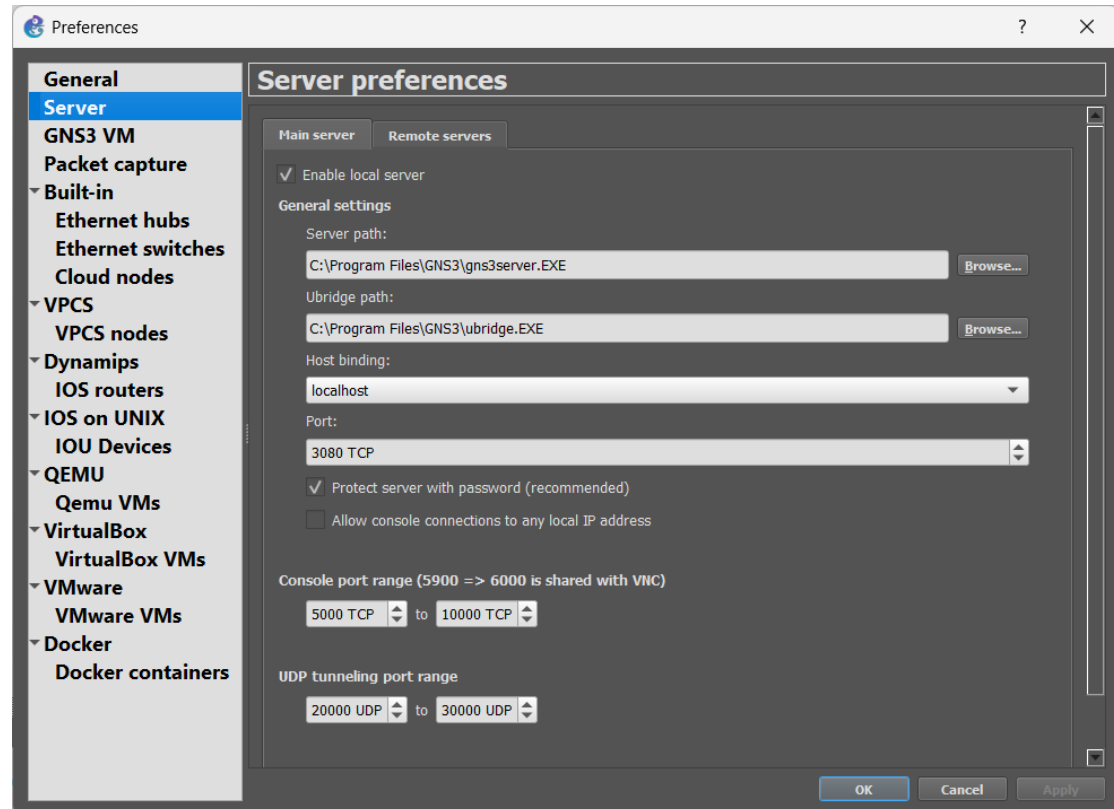 Preferences
?
General
Server
GNS3 VM
Packet capture
Built-in
Ethernet hubs
Ethernet switches
Cloud nodes
VPCS
VPCS nodes
Dynamips
IOS routers
IOS on UNIX
IOU Devices
QEMU
Qemu VMs
VirtualBox
VirtualBox VMs
VMware
VMware VMs
Docker
Docker containers
Server preferences
Main server Remote servers
Enable local server
General settings
Server path:
C:\Program Files\GNS3\gns3server.EXE Browse...
Ubridge path:
C:\Program Files\GNS3\ubridge.EXE Browse...
Host binding:
localhost
Port:
3080 TCP
Protect server with password (recommended)
Allow console connections to any local IP address
Console port range (5900 => 6000 is shared with VNC)
5000 TCP to 10000 TCP
UDP tunneling port range
20000 UDP to 30000 UDP
OK Cancel Apply